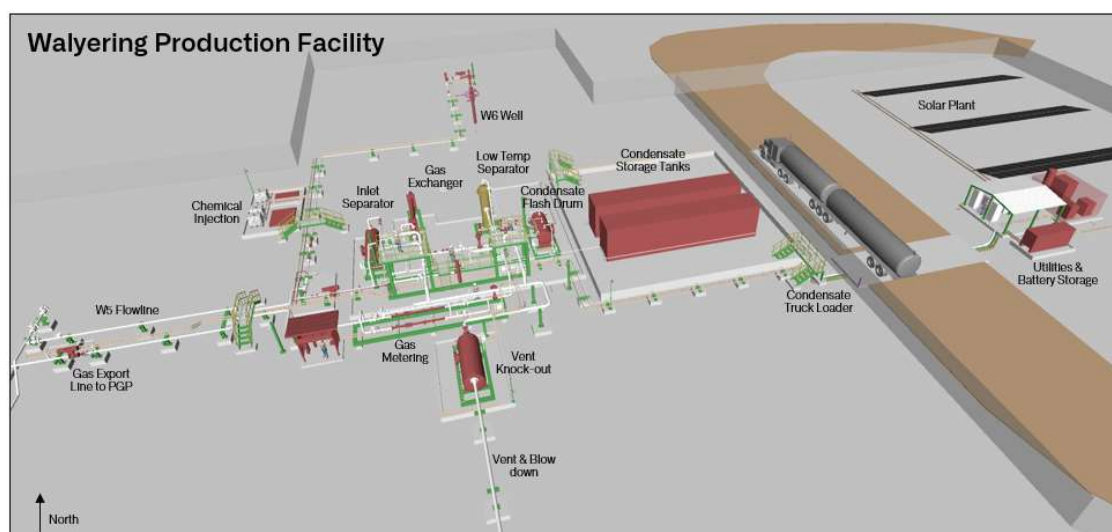 Walyering Production Facility
W6 Well
Solar Plant
Low Temp
Separator
Condensate
Storage Tanks
Gas
Exchanger
Inlet
Separator
Condensate
Flash Drum
Chemical
Injection
Utilities &
Battery Storage
Condensate
Truck Loader
W5 Flowline
Gas
Metering
Vent
Knock-out
Gas Export
Line to PGP
Vent & Blow
down
North